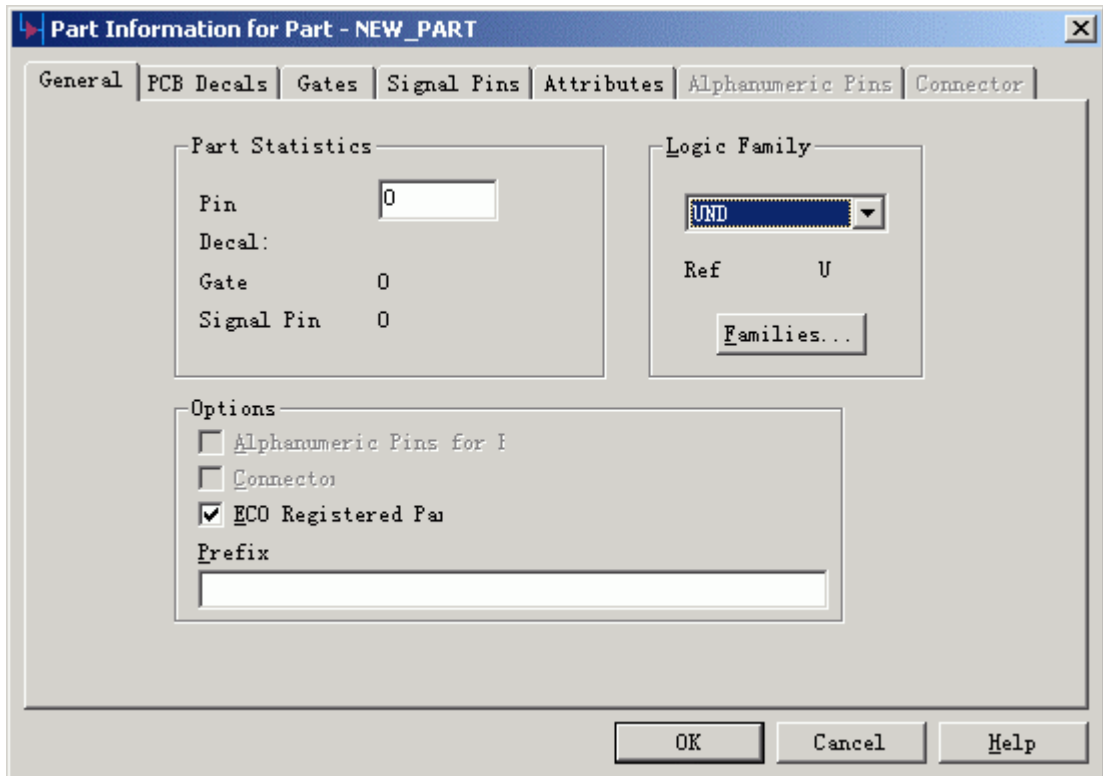 Part Information for Part - NEW_PART
General PCB Decals Gates Signal Pins Attributes Alphanumeric Pins Connector
Part Statistics
Pin 0
Decal:
Gate 0
Signal Pin 0
Logic Family
UND
Ref U
Families...
Options
Alphanumeric Pins for
Connector
ECO Registered Pa
Prefix
OK Cancel Help